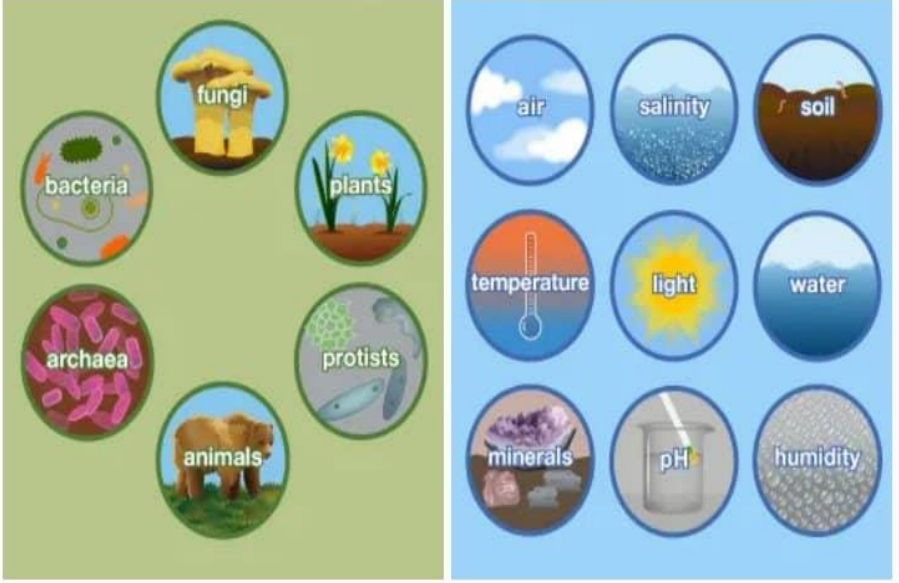 fungi
bacteria
plants
archaea
protists
animals
air
salinity
soil
temperature
light
water
minerals
pH
humidity